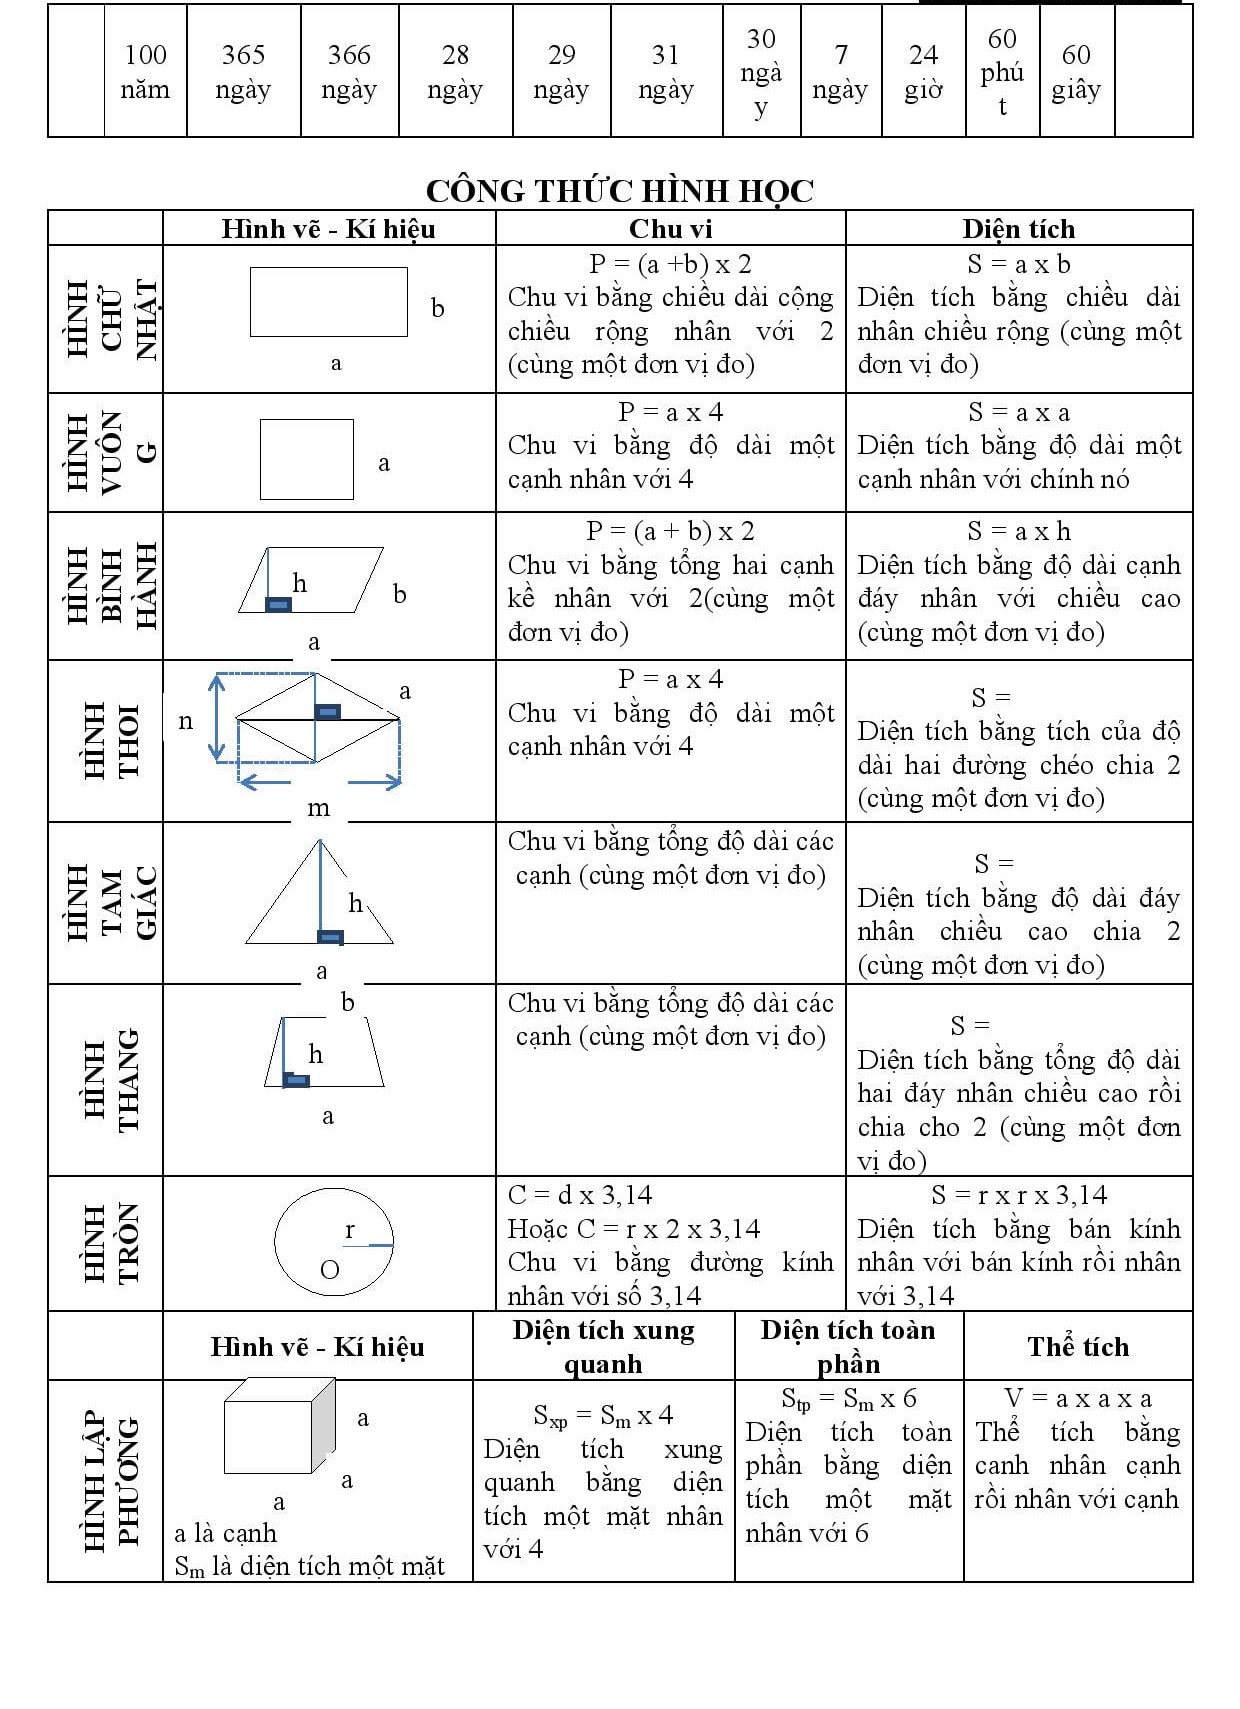 100 năm
365 ngày
366 ngày
28 ngày
29 ngày
31 ngày
30 ngà
y
7 ngày
24 giờ
60 phú
t
60 giây
CÔNG THỨC HÌNH HỌC
Hình vẽ - Kí hiệu
Chu vi
Diện tích
HÌNH
CHỮ
NHẬT
b
a
P = (a +b) x 2
Chu vi bằng chiều dài cộng
chiều rộng nhân với 2
(cùng một đơn vị đo)
S = a x b
Diện tích bằng chiều dài
nhân chiều rộng (cùng một
đơn vị đo)
HÌNH
VUÔN
G
a
P = a x 4
Chu vi bằng độ dài một
cạnh nhân với 4
S = a x a
Diện tích bằng độ dài một
cạnh nhân với chính nó
HÌNH
BÌNH
HÀNH
h
b
a
P = (a + b) x 2
Chu vi bằng tổng hai cạnh
kề nhân với 2(cùng một
đơn vị đo)
S = a x h
Diện tích bằng độ dài cạnh
đáy nhân với chiều cao
(cùng một đơn vị đo)
HÌNH
THOI
a
n
m
P = a x 4
Chu vi bằng độ dài một
cạnh nhân với 4
S =
Diện tích bằng tích của độ
dài hai đường chéo chia 2
(cùng một đơn vị đo)
HÌNH
TAM
GIÁC
h
a
Chu vi bằng tổng độ dài các
cạnh (cùng một đơn vị đo)
S =
Diện tích bằng độ dài đáy
nhân chiều cao chia 2
(cùng một đơn vị đo)
HÌNH
THANG
b
h
a
Chu vi bằng tổng độ dài các
cạnh (cùng một đơn vị đo)
S =
Diện tích bằng tổng độ dài
hai đáy nhân chiều cao rồi
chia cho 2 (cùng một đơn
vị đo)
HÌNH
TRÒN
r
O
C = d x 3,14
Hoặc C = r x 2 x 3,14
Chu vi bằng đường kính
nhân với số 3,14
S = r x r x 3,14
Diện tích bằng bán kính
nhân với bán kính rồi nhân
với 3,14
Hình vẽ - Kí hiệu
Diện tích xung
quanh
Diện tích toàn
phần
Thể tích
HÌNH LẬP
PHƯƠNG
a
a
a
a là cạnh
Sm là diện tích một mặt
Sxp = Sm x 4
Diện tích xung
quanh bằng diện
tích một mặt nhân
với 4
Stp = Sm x 6
Diện tích toàn
phần bằng diện
tích một mặt
nhân với 6
V = a x a x a
Thể tích bằng
canh nhân cạnh
rồi nhân với cạnh